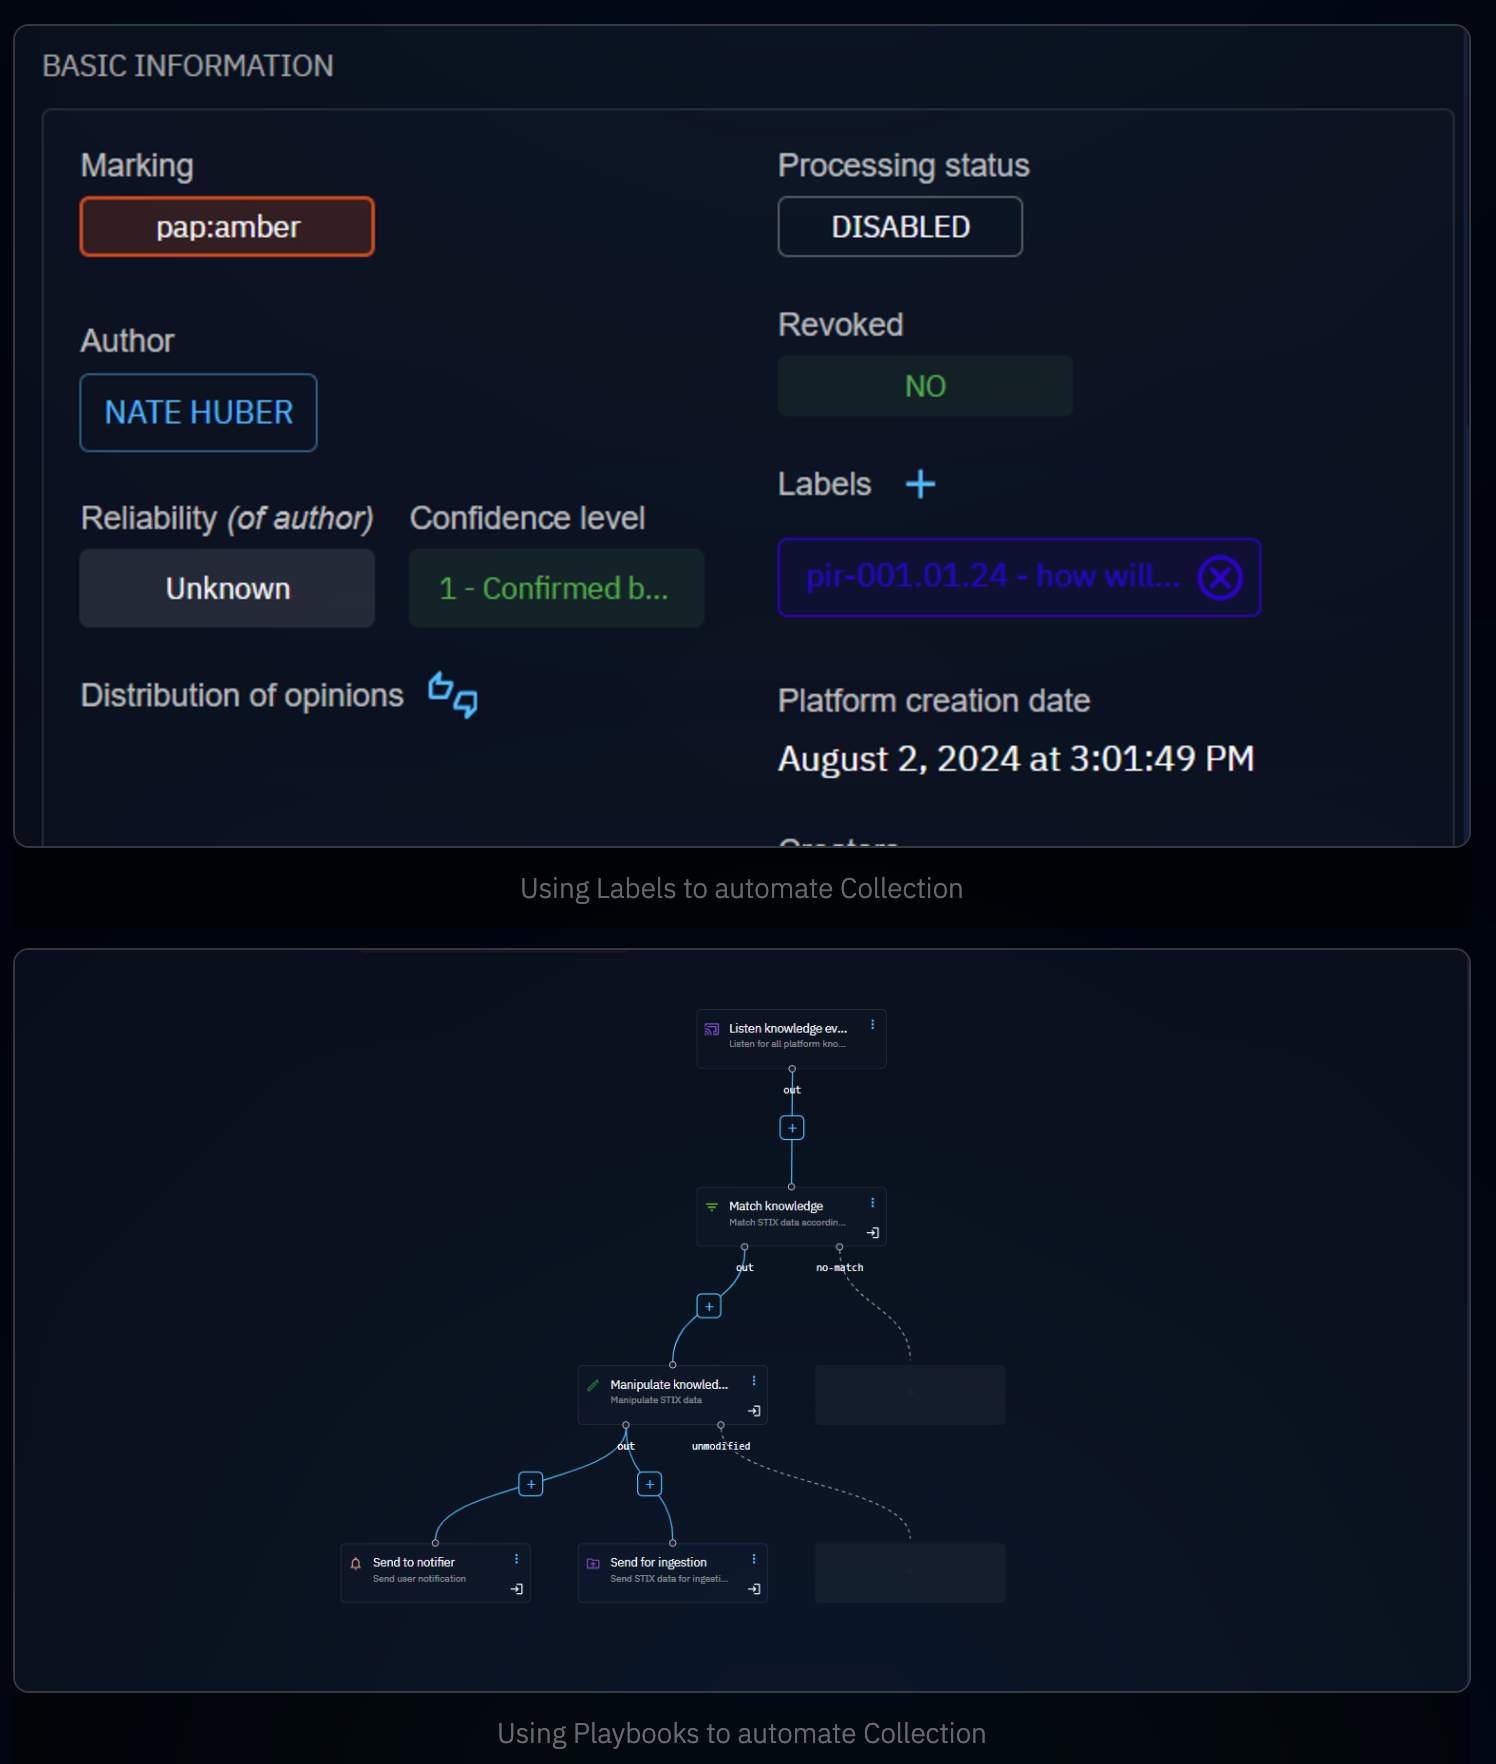 BASIC INFORMATION
Marking
pap:amber
Author
NATE HUBER
Reliability (of author)
Unknown
Confidence level
1 - Confirmed b...
Distribution of opinions
Processing status
DISABLED
Revoked
NO
Labels
pir-001.01.24 - how will...
Platform creation date
August 2, 2024 at 3:01:49 PM
Using Labels to automate Collection
Listen knowledge ev...
Listen for all platform kno...
out
Match knowledge
Match STIX data accordin...
out
no-match
Manipulate knowled...
Manipulate STIX data
out
unmodified
Send to notifier
Send user notification
Send for ingestion
Send STIX data for ingesti...
Using Playbooks to automate Collection